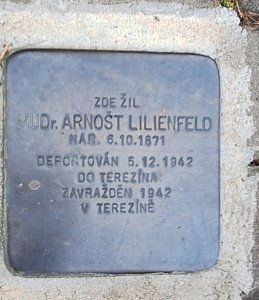 ZDE ŽIL
MUDr. ARNOŠT LILIENFELD
NAR. 6.10.1871
DEPORTOVÁN 5.12.1942
DO TEREZÍNA
ZAVRAŽDĚN 1942
V TEREZÍNĚ